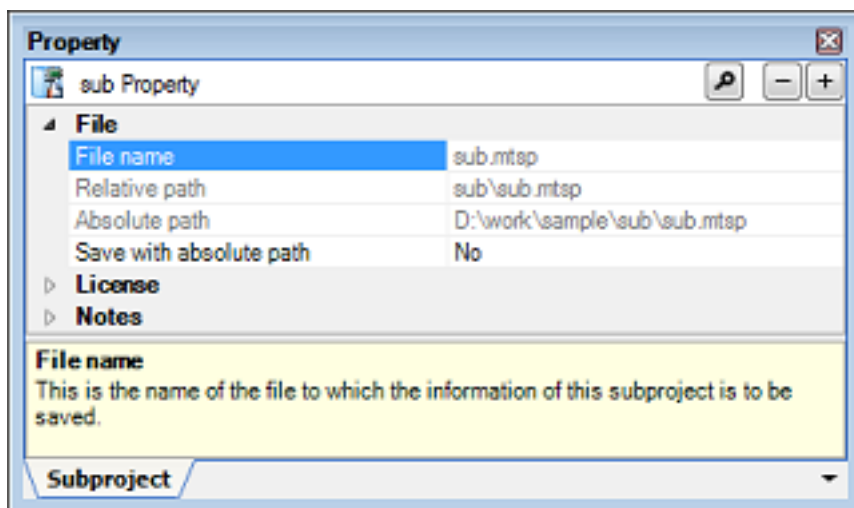 Property
sub Property
File
File name sub.mtsp
Relative path sub\sub.mtsp
Absolute path D:\work\sample\sub\sub.mtsp
Save with absolute path No
License
Notes
File name
This is the name of the file to which the information of this subproject is to be
saved.
Subproject